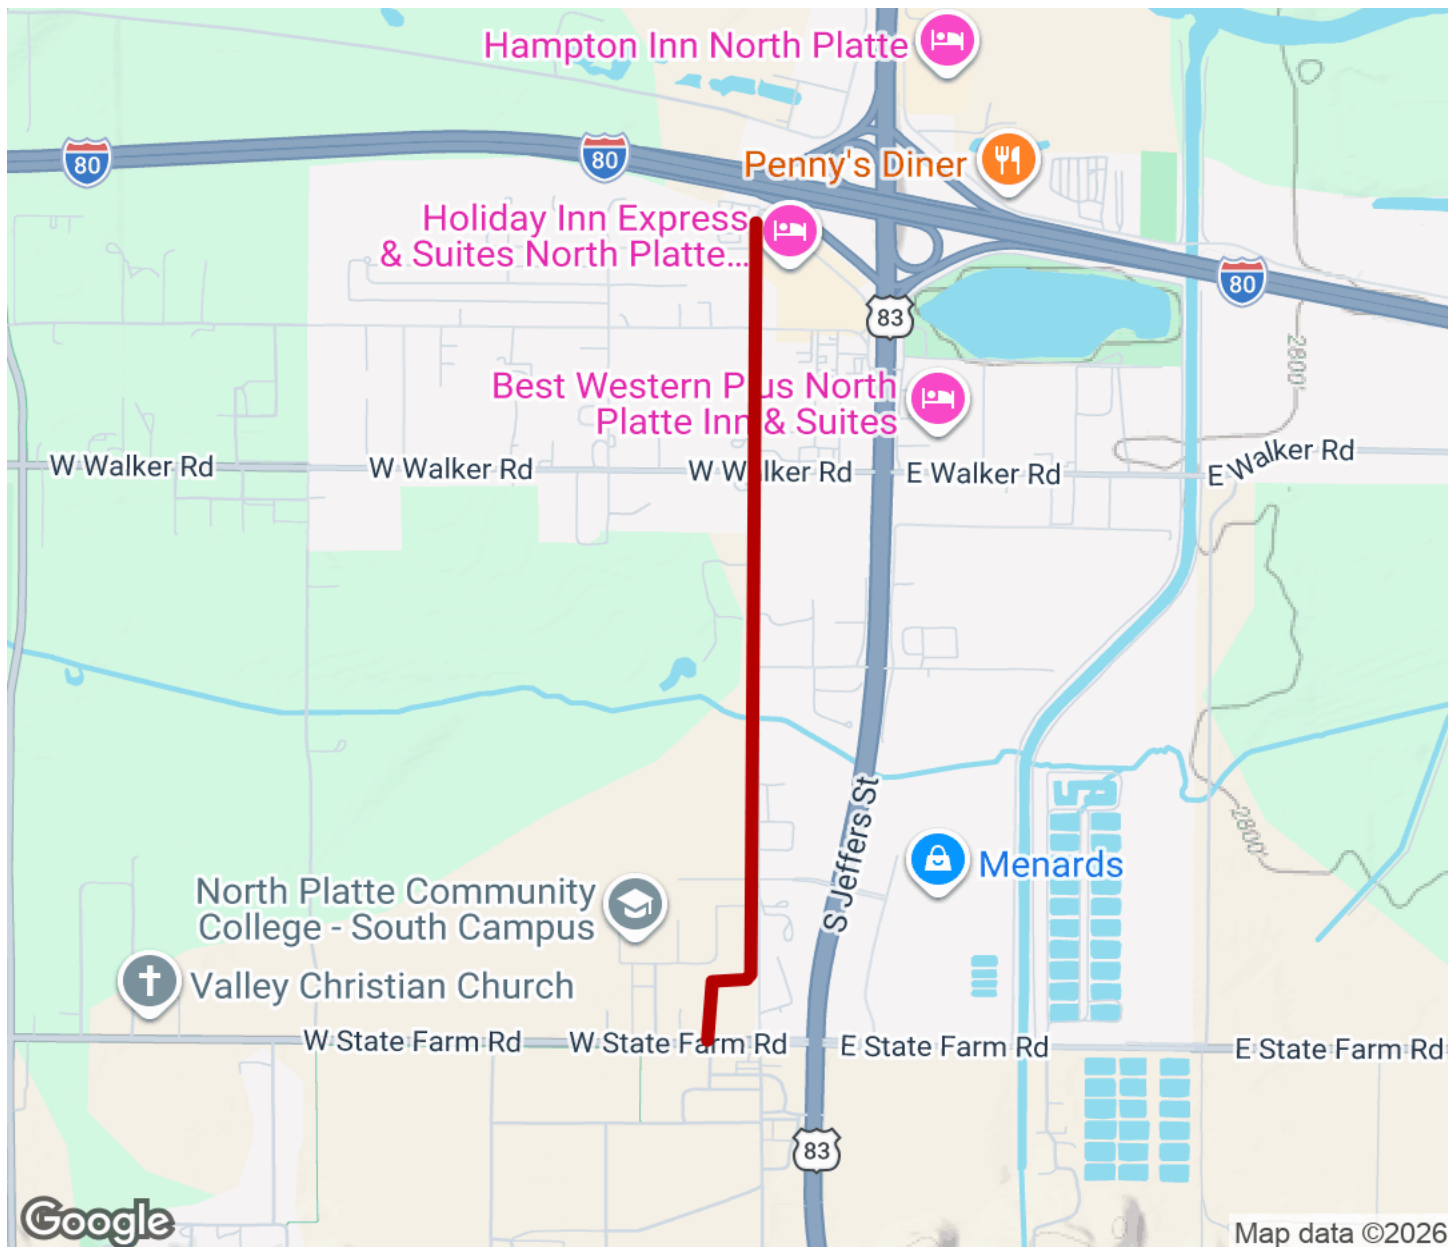 Hampton Inn North Platte
80
80
Penny's Diner
Holiday Inn Express
& Suites North Platte...
80
83
2800'
Best Western Plus North
Platte Inn & Suites
W Walker Rd
W Walker Rd
W Walker Rd
E Walker Rd
E Walker Rd
S Jeffers St
2800'
Menards
North Platte Community
College - South Campus
Valley Christian Church
W State Farm Rd
W State Farm Rd
E State Farm Rd
E State Farm Rd
83
Google
Map data ©2026